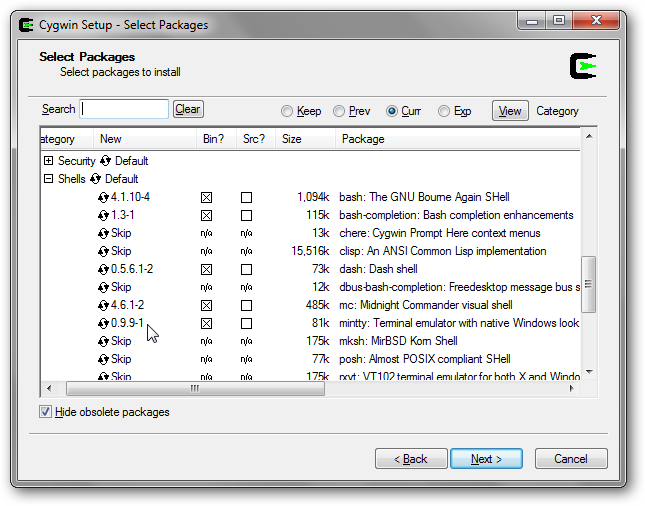 Cygwin Setup - Select Packages
Select Packages
Select packages to install
Search Clear Keep Prev Curr Exp View Category
ategory New Bin? Src? Size Package
Security Default
Shells Default
4.1.10-4 1,094k bash: The GNU Bourne Again SHell
1.3-1 115k bash-completion: Bash completion enhancements
Skip n/a n/a 13k chere: Cygwin Prompt Here context menus
Skip n/a n/a 15,516k clisp: An ANSI Common Lisp implementation
0.5.6.1-2 73k dash: Dash shell
Skip n/a n/a 12k dbus-bash-completion: Freedesktop message bus s
4.6.1-2 485k mc: Midnight Commander visual shell
0.9.9-1 81k mintty: Terminal emulator with native Windows look
Skip n/a n/a 175k mksh: MirBSD Korn Shell
Skip n/a n/a 77k posh: Almost POSIX compliant SHell
Skip n/a n/a 175k rxvt: VT102 terminal emulator for both X and Window
Hide obsolete packages
< Back Next > Cancel